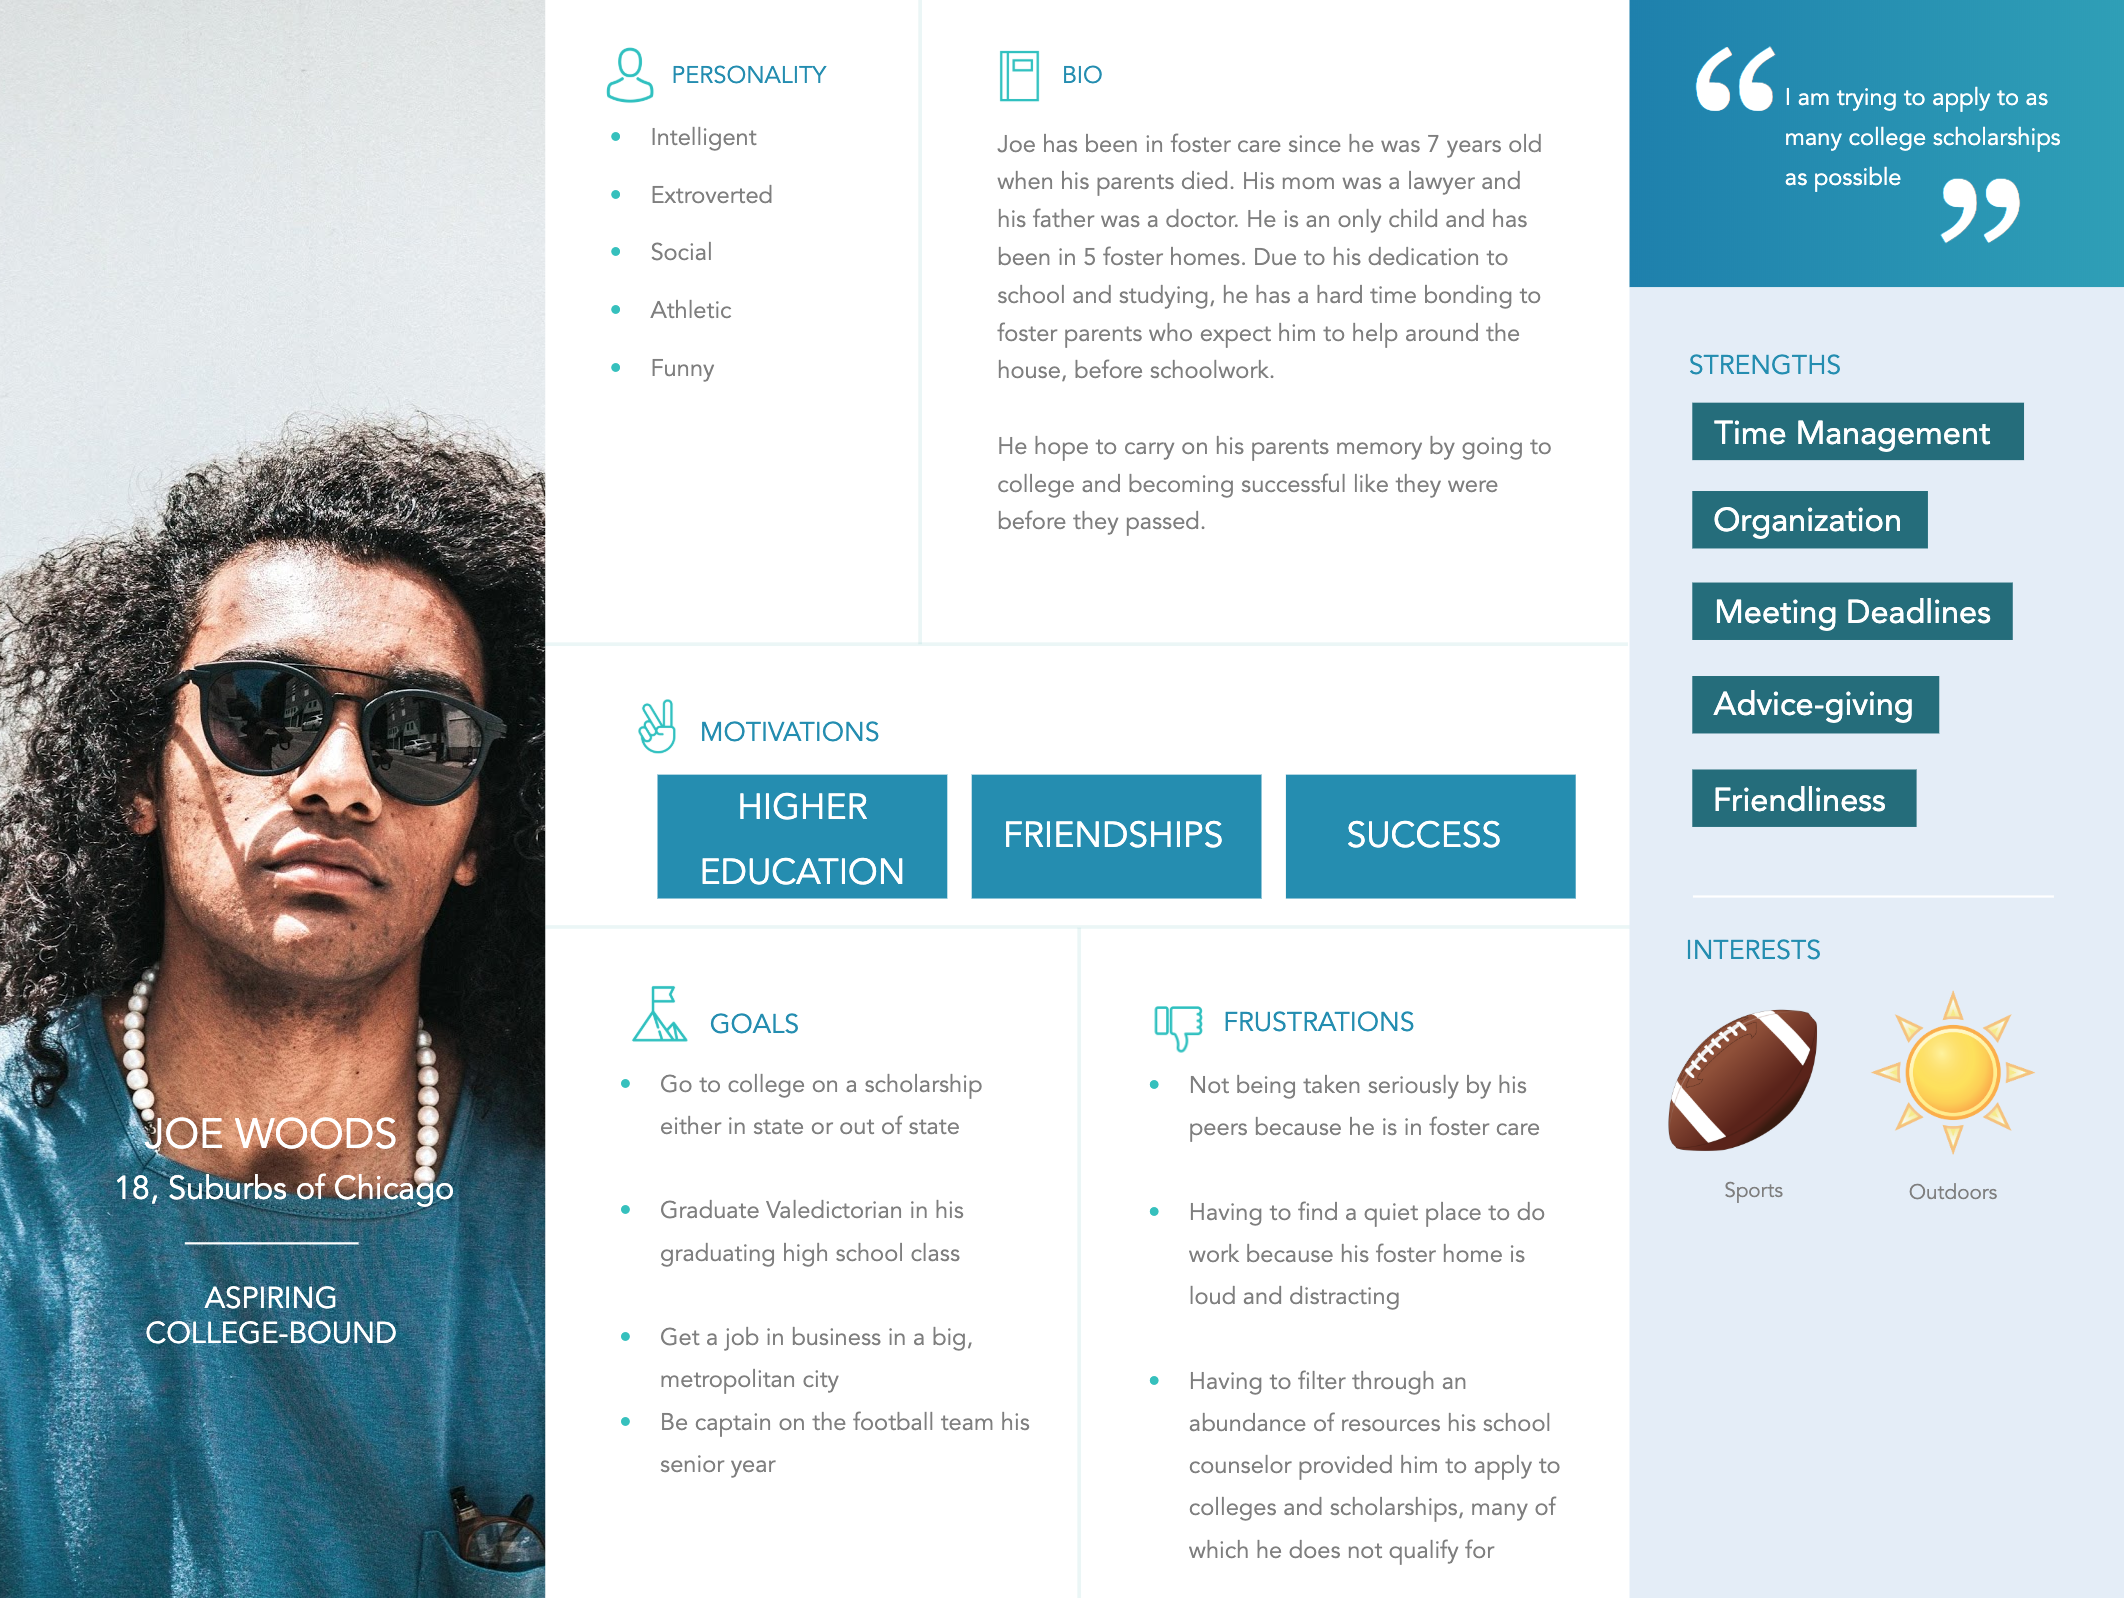 JOE WOODS
18, Suburbs of Chicago
ASPIRING
COLLEGE-BOUND
PERSONALITY
Intelligent
Extroverted
Social
Athletic
Funny
BIO
Joe has been in foster care since he was 7 years old
when his parents died. His mom was a lawyer and
his father was a doctor. He is an only child and has
been in 5 foster homes. Due to his dedication to
school and studying, he has a hard time bonding to
foster parents who expect him to help around the
house, before schoolwork.
He hope to carry on his parents memory by going to
college and becoming successful like they were
before they passed.
MOTIVATIONS
HIGHER
EDUCATION
FRIENDSHIPS
SUCCESS
GOALS
Go to college on a scholarship
either in state or out of state
Graduate Valedictorian in his
graduating high school class
Get a job in business in a big,
metropolitan city
Be captain on the football team his
senior year
FRUSTRATIONS
Not being taken seriously by his
peers because he is in foster care
Having to find a quiet place to do
work because his foster home is
loud and distracting
Having to filter through an
abundance of resources his school
counselor provided him to apply to
colleges and scholarships, many of
which he does not qualify for
“ I am trying to apply to as
many college scholarships
as possible ”
STRENGTHS
Time Management
Organization
Meeting Deadlines
Advice-giving
Friendliness
INTERESTS
Sports
Outdoors